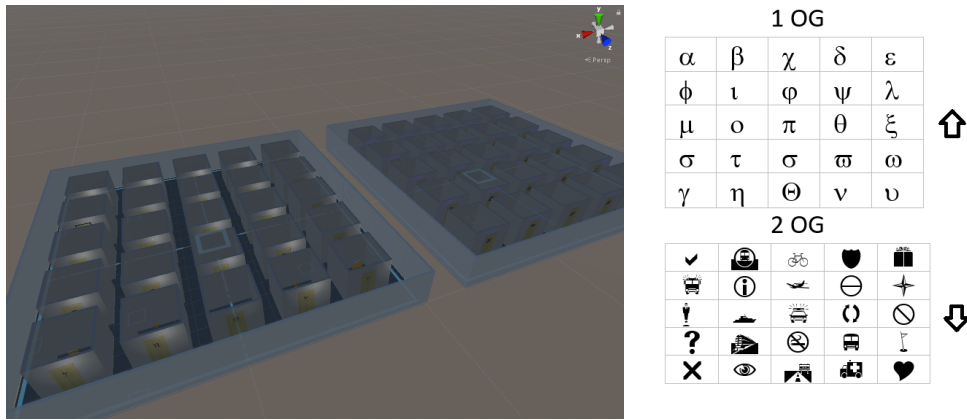 y
x
z
Persp
1 OG
α β χ δ ε
ϕ ι φ ψ λ
μ ο π θ ξ
σ τ σ ϖ ω
γ η Θ ν υ
2 OG
?